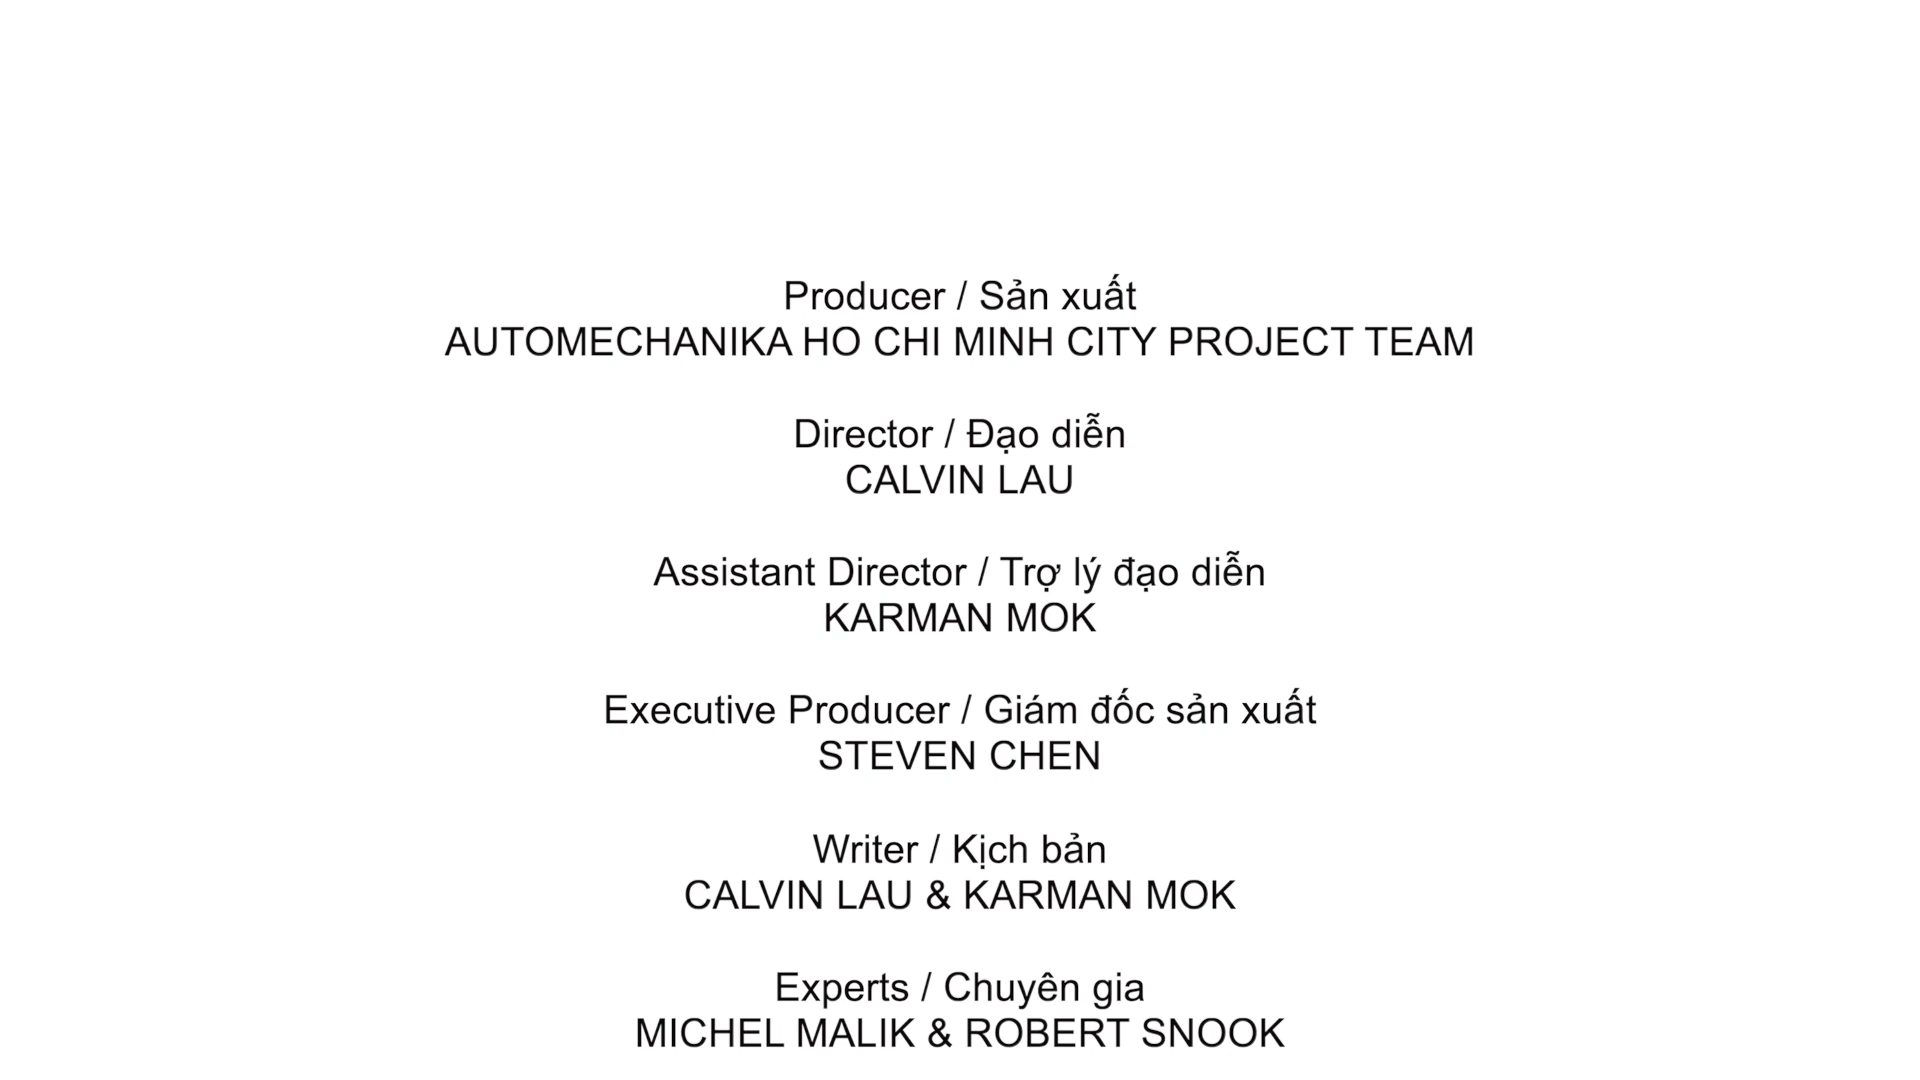 Producer / Sản xuất
AUTOMECHANIKA HO CHI MINH CITY PROJECT TEAM
Director / Đạo diễn
CALVIN LAU
Assistant Director / Trợ lý đạo diễn
KARMAN MOK
Executive Producer / Giám đốc sản xuất
STEVEN CHEN
Writer / Kịch bản
CALVIN LAU & KARMAN MOK
Experts / Chuyên gia
MICHEL MALIK & ROBERT SNOOK